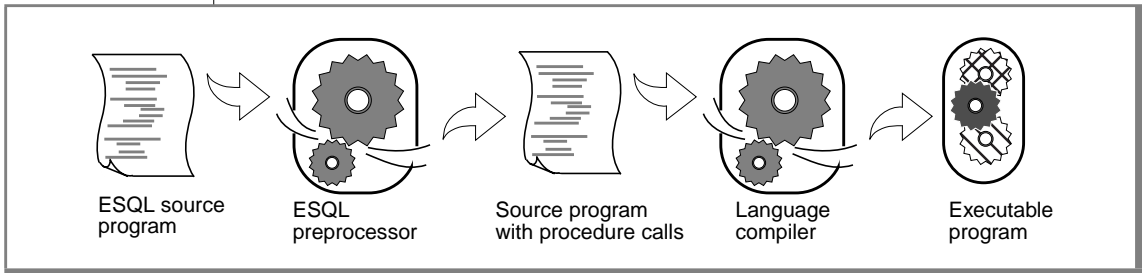 ESQL source
program
ESQL
preprocessor
Source program
with procedure calls
Language
compiler
Executable
program